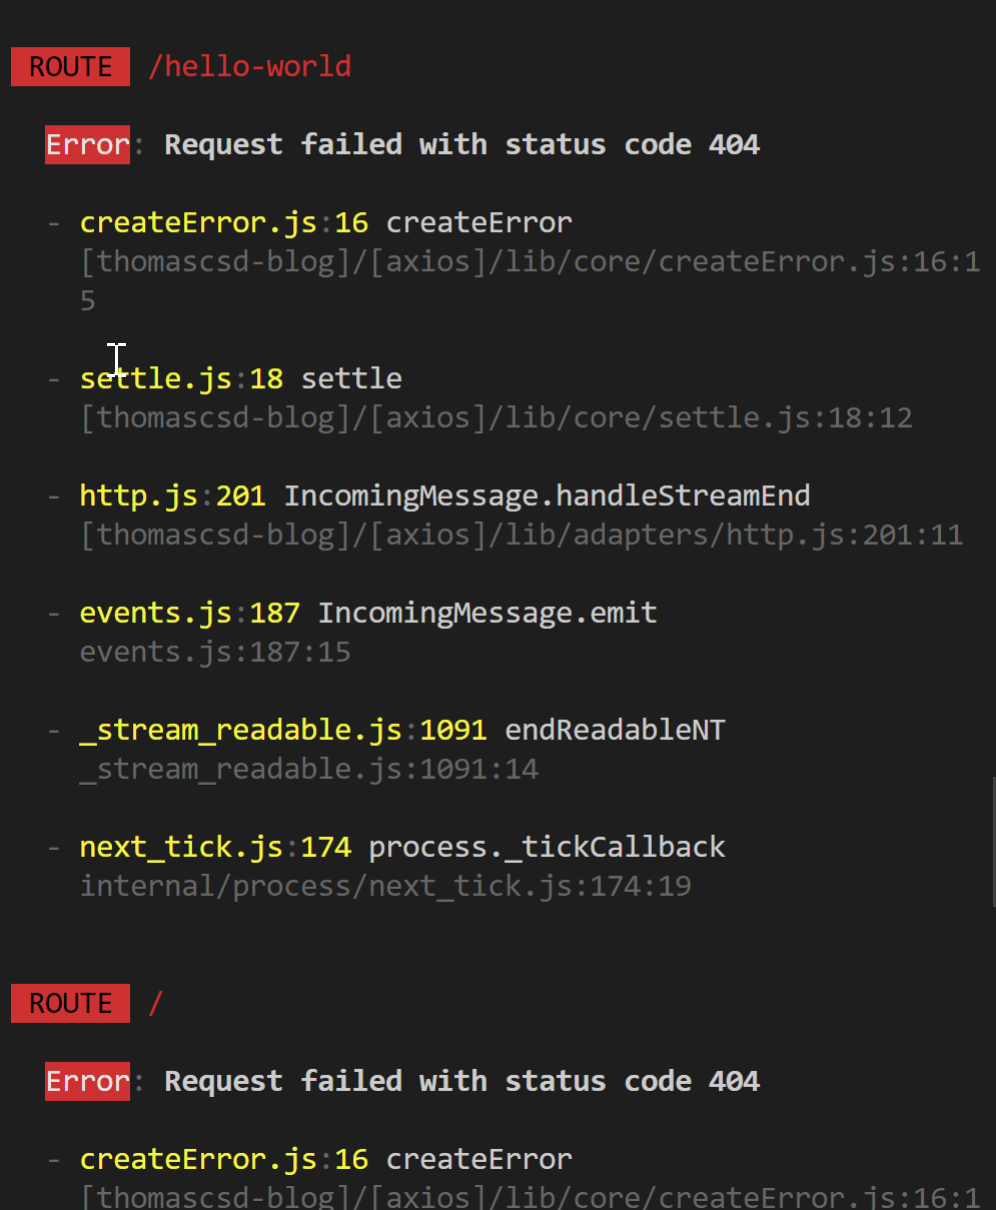 ROUTE /hello-world
Error: Request failed with status code 404
- createError.js:16 createError
[thomascsd-blog]/[axios]/lib/core/createError.js:16:1
5
- settle.js:18 settle
[thomascsd-blog]/[axios]/lib/core/settle.js:18:12
- http.js:201 IncomingMessage.handleStreamEnd
[thomascsd-blog]/[axios]/lib/adapters/http.js:201:11
- events.js:187 IncomingMessage.emit
events.js:187:15
- _stream_readable.js:1091 endReadableNT
_stream_readable.js:1091:14
- next_tick.js:174 process._tickCallback
internal/process/next_tick.js:174:19
ROUTE /
Error: Request failed with status code 404
- createError.js:16 createError
[thomascsd-blog]/[axios]/lib/core/createError.js:16:1